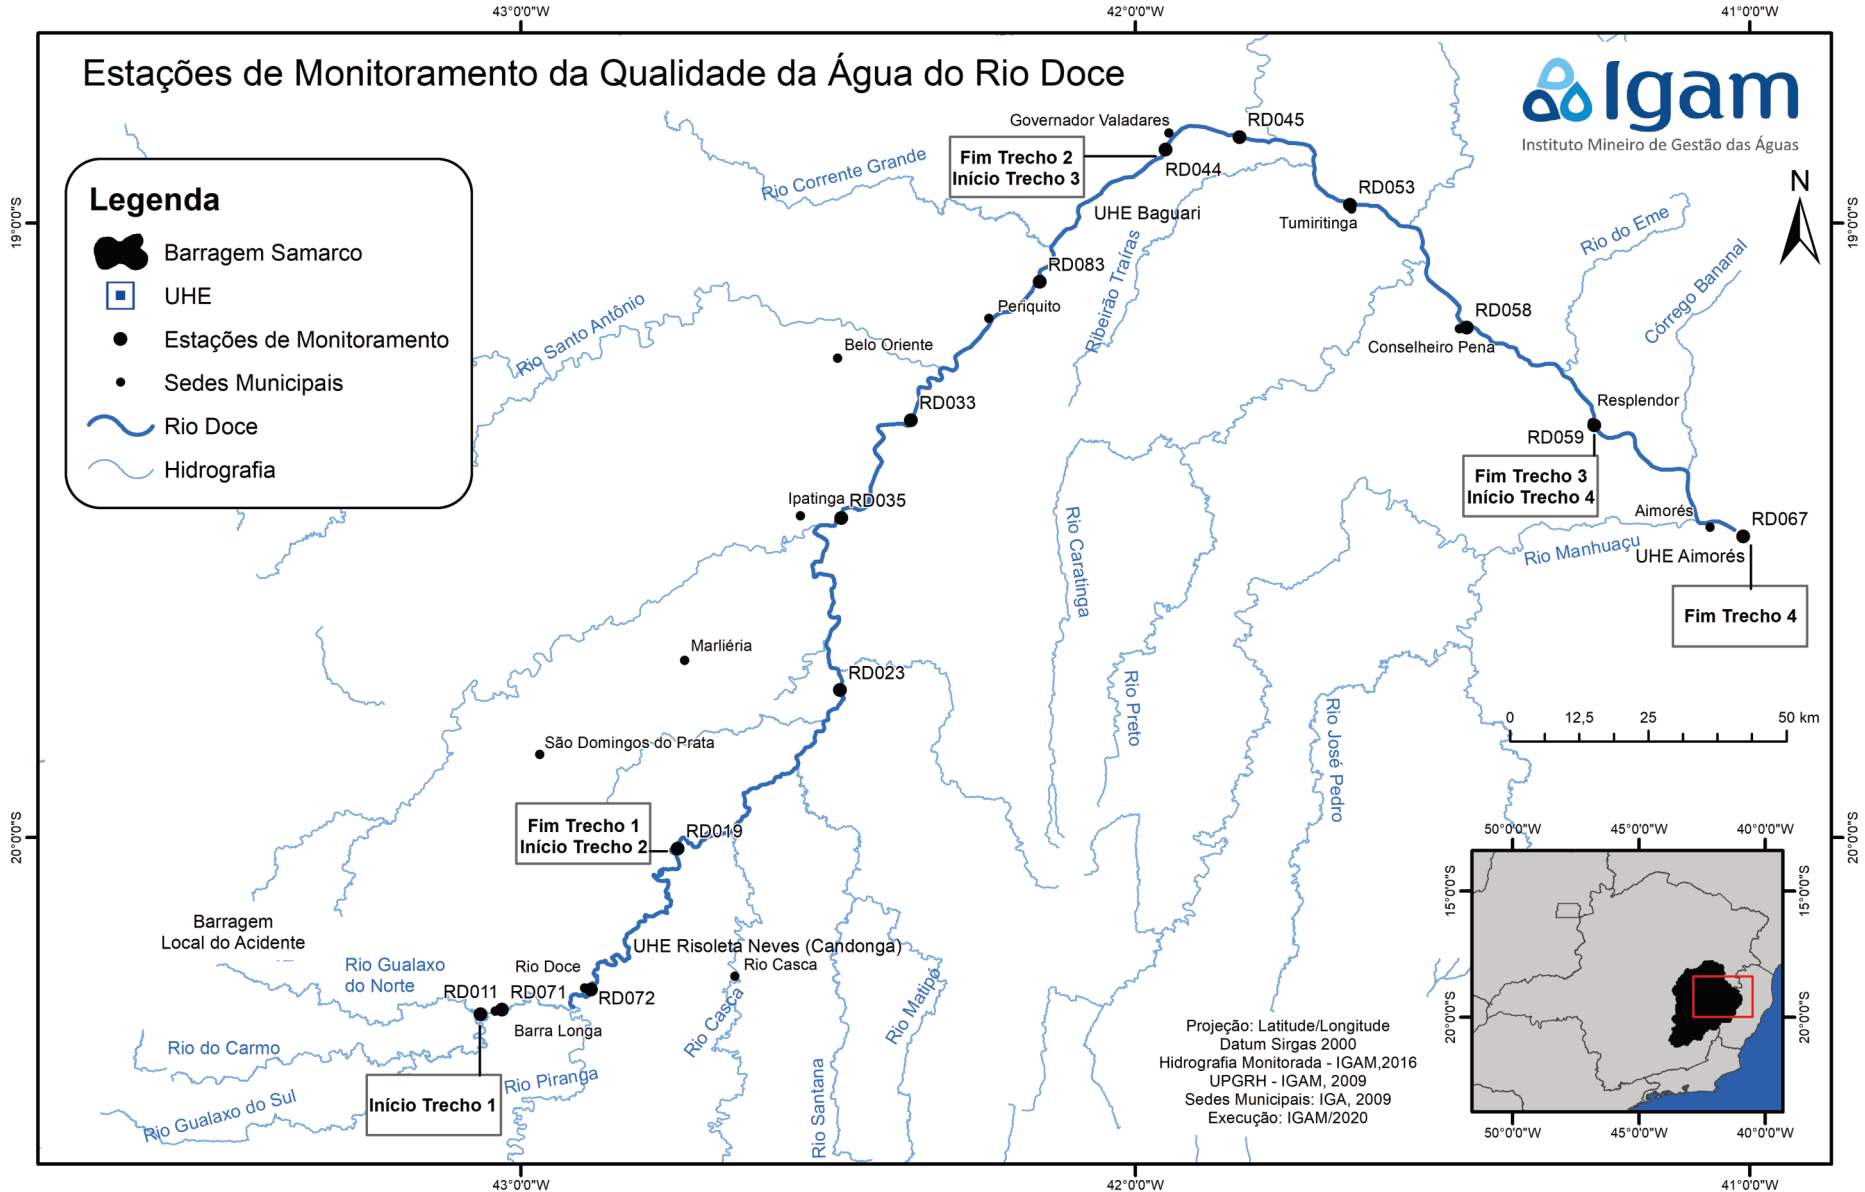 43°0'0"W
42°0'0"W
41°0'0"W
Estações de Monitoramento da Qualidade da Água do Rio Doce
Igam
Instituto Mineiro de Gestão das Águas
N
19°0'0"S
19°0'0"S
20°0'0"S
20°0'0"S
Legenda
Barragem Samarco
UHE
Estações de Monitoramento
Sedes Municipais
Rio Doce
Hidrografia
Governador Valadares
RD045
Fim Trecho 2
Início Trecho 3
RD044
Rio Corrente Grande
RD053
Tumiritinga
UHE Baguari
Rio do Eme
Córrego Bananal
Ribeirão Traíras
RD083
Periquito
Rio Santo Antônio
Belo Oriente
RD058
Conselheiro Pena
RD033
Resplendor
RD059
Fim Trecho 3
Início Trecho 4
Ipatinga
RD035
Aimorés
RD067
Rio Manhuaçu
UHE Aimorés
Fim Trecho 4
Rio Caratinga
Marliéria
RD023
Rio Preto
Rio José Pedro
São Domingos do Prata
0
12,5
25
50 km
Fim Trecho 1
Início Trecho 2
RD019
Barragem
Local do Acidente
UHE Risoleta Neves (Candonga)
Rio Gualaxo
do Norte
Rio Doce
Rio Casca
RD011
RD071
RD072
Barra Longa
Rio Casca
Rio Matipó
Rio do Carmo
Rio Piranga
Início Trecho 1
Rio Gualaxo do Sul
Rio Santana
Projeção: Latitude/Longitude
Datum Sirgas 2000
Hidrografia Monitorada - IGAM,2016
UPGRH - IGAM, 2009
Sedes Municipais: IGA, 2009
Execução: IGAM/2020
50°0'0"W
45°0'0"W
40°0'0"W
15°0'0"S
15°0'0"S
20°0'0"S
20°0'0"S
50°0'0"W
45°0'0"W
40°0'0"W
43°0'0"W
42°0'0"W
41°0'0"W